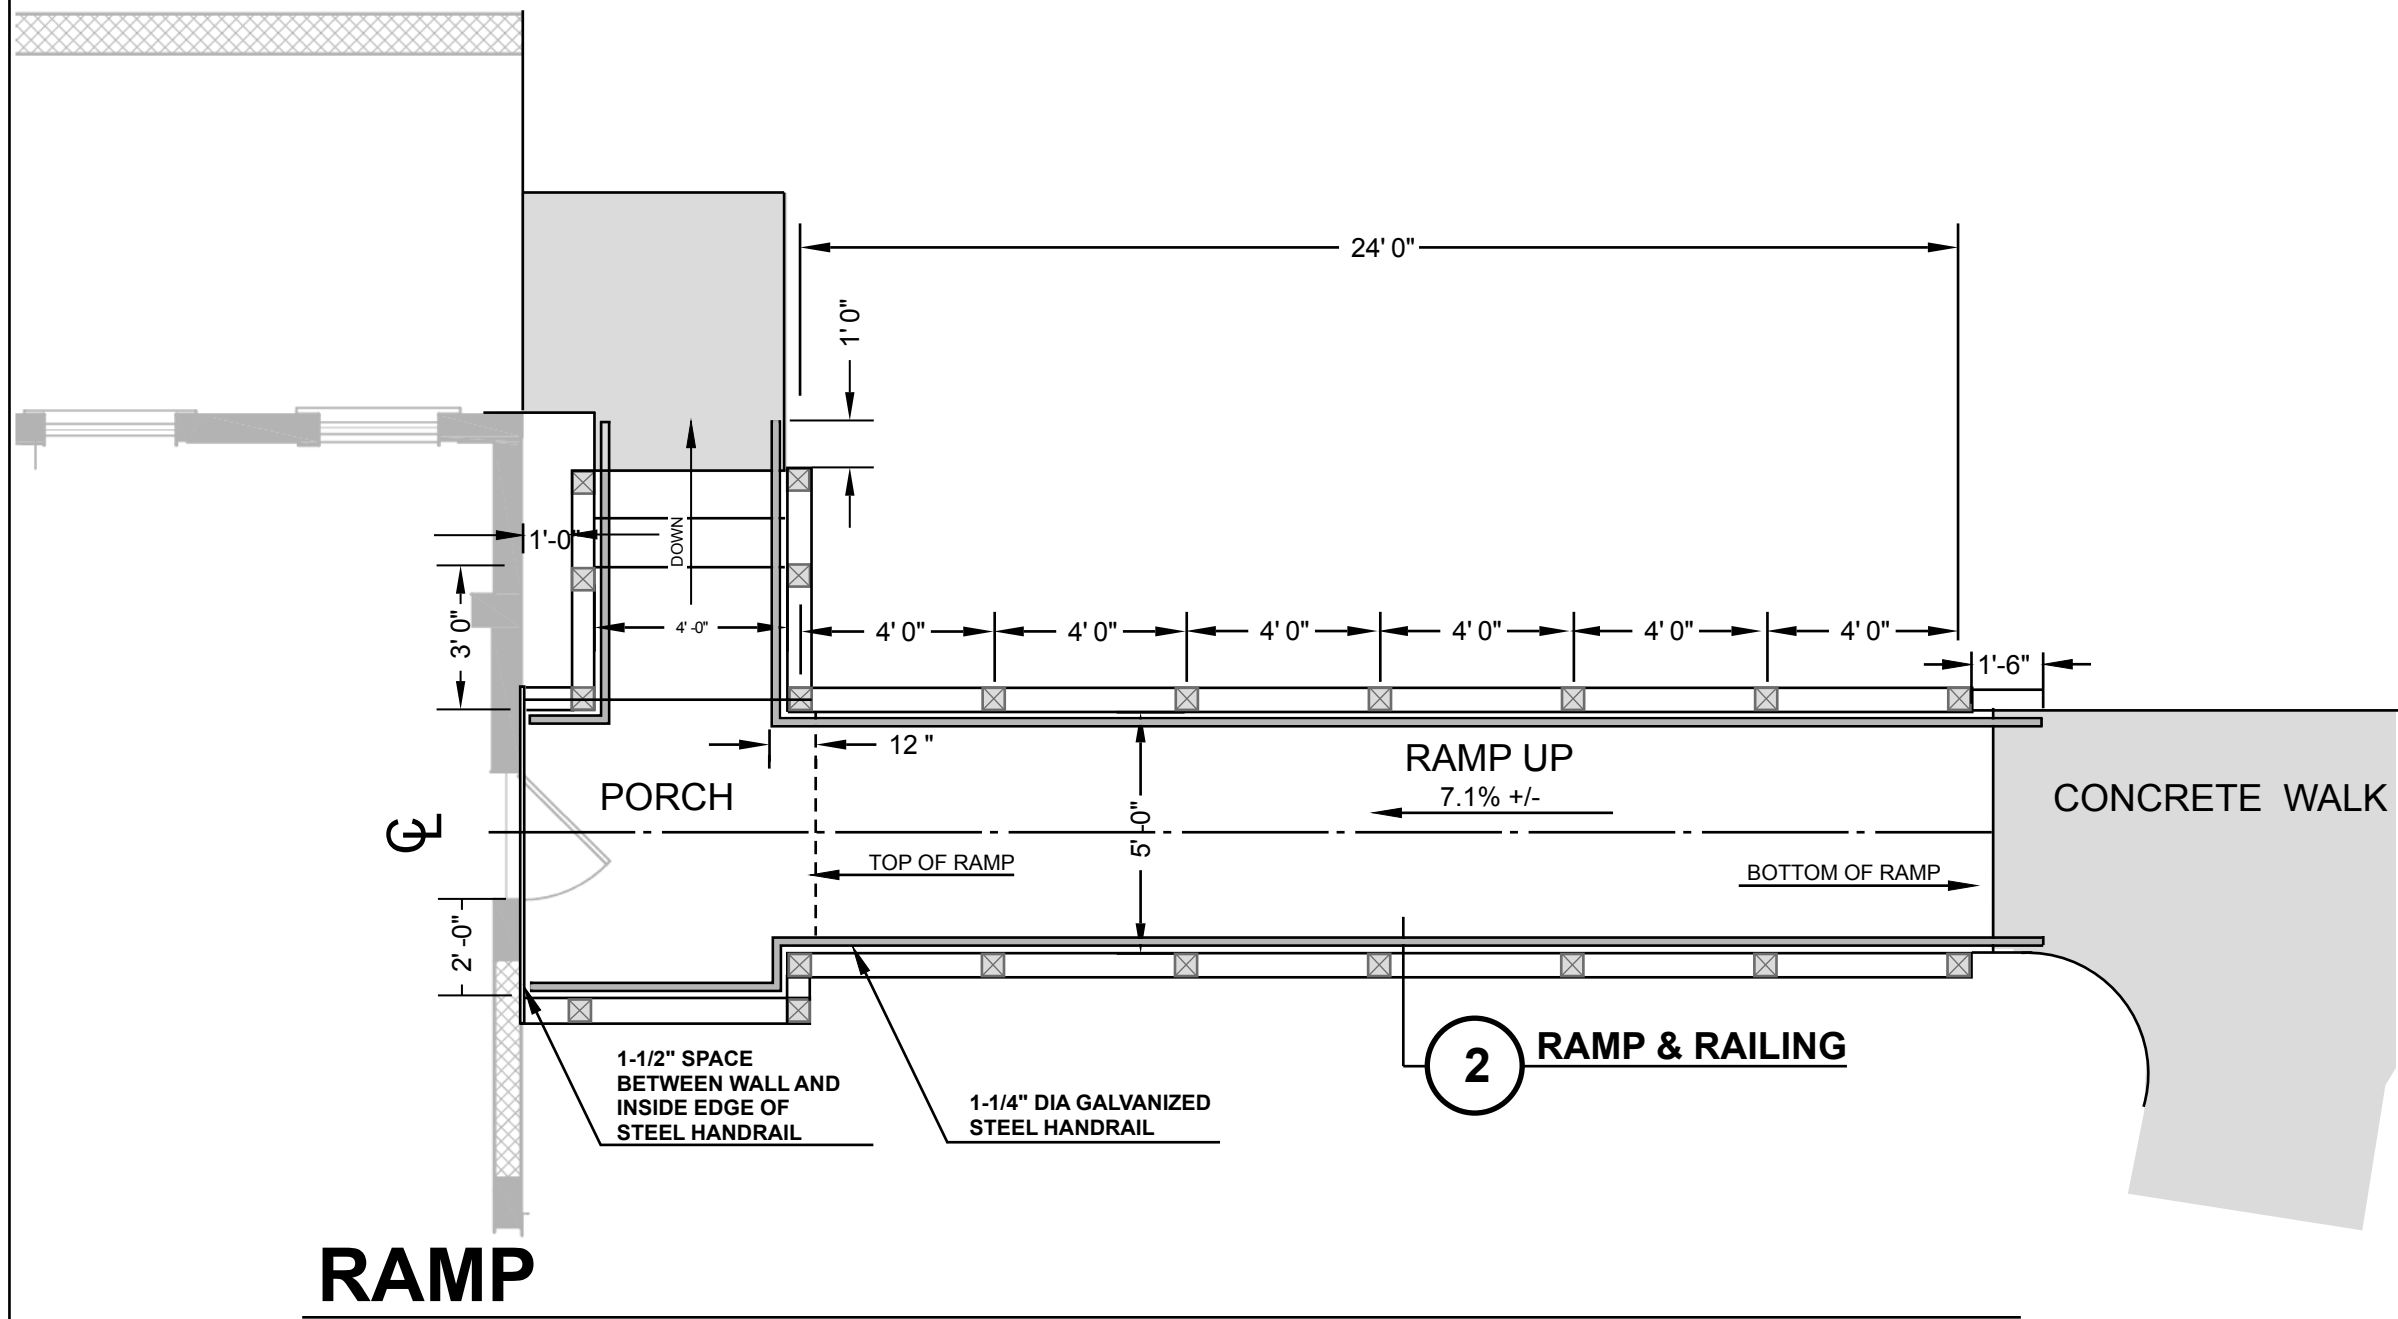 24' 0"
1' 0"
1'-0"
DOWN
3' 0"
4' -0"
4' 0"
4' 0"
4' 0"
4' 0"
4' 0"
4' 0"
1'-6"
12 "
RAMP UP
7.1% +/-
PORCH
CONCRETE WALK
5' -0"
CL
TOP OF RAMP
BOTTOM OF RAMP
2' -0"
2
RAMP & RAILING
1-1/2" SPACE
BETWEEN WALL AND
INSIDE EDGE OF
STEEL HANDRAIL
1-1/4" DIA GALVANIZED
STEEL HANDRAIL
RAMP